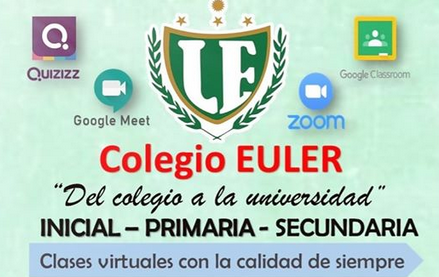 LE
QUIZIZZ
Google Classroom
Google Meet
zoom
Colegio EULER
“Del colegio a la universidad”
INICIAL – PRIMARIA - SECUNDARIA
Clases virtuales con la calidad de siempre